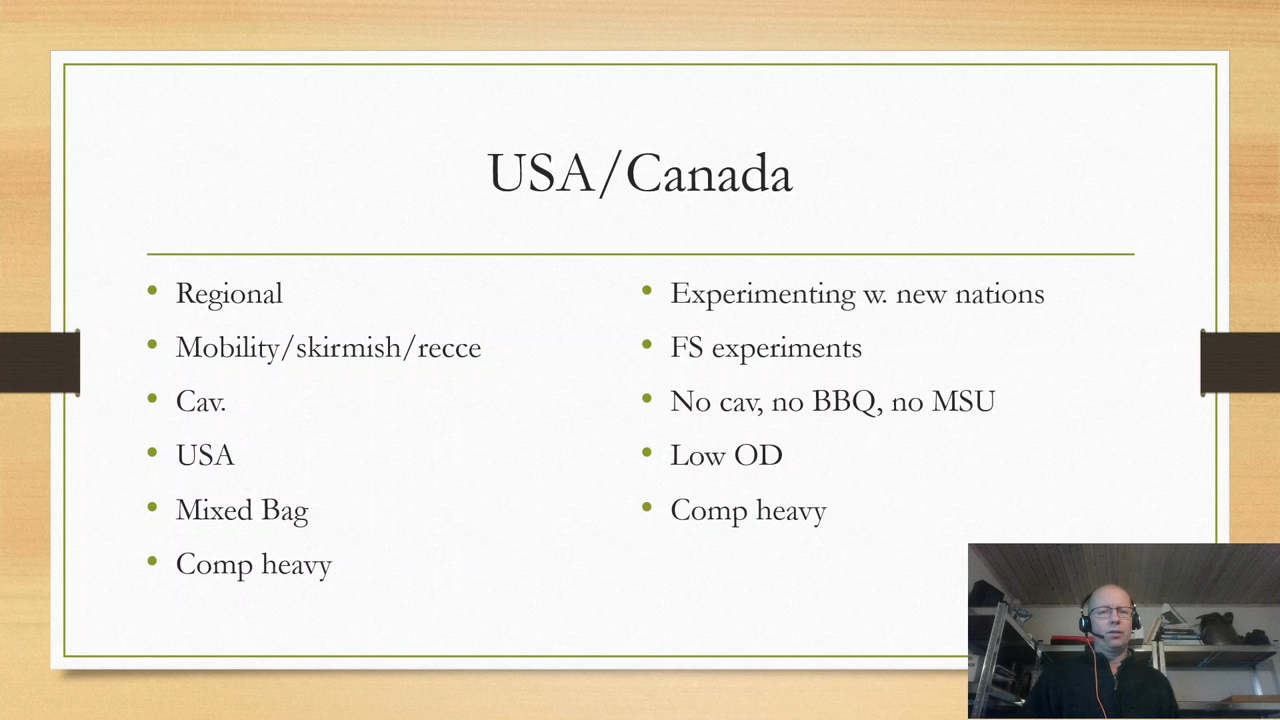 USA/Canada
Regional
Mobility/skirmish/recce
Cav.
USA
Mixed Bag
Comp heavy
Experimenting w. new nations
FS experiments
No cav, no BBQ, no MSU
Low OD
Comp heavy